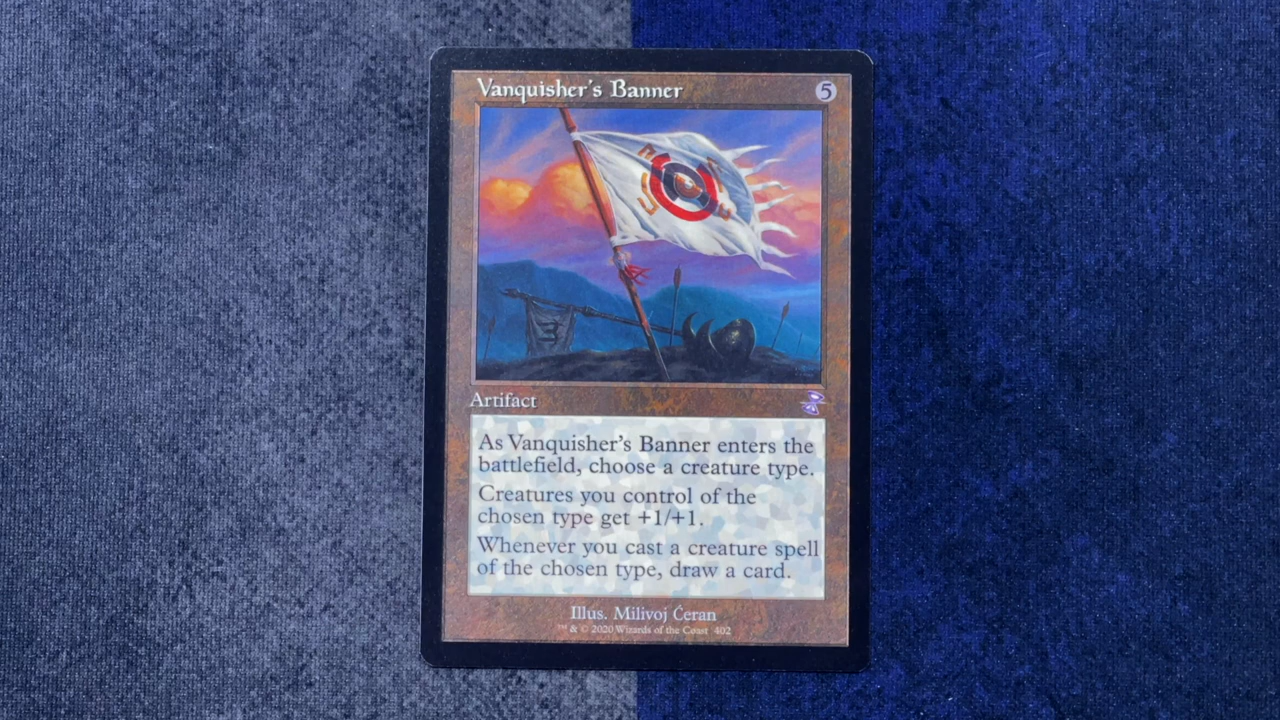 Vanquisher's Banner 5
Artifact
As Vanquisher's Banner enters the
battlefield, choose a creature type.
Creatures you control of the
chosen type get +1/+1.
Whenever you cast a creature spell
of the chosen type, draw a card.
Illus. Milivoj Ćeran
™ & © 2020 Wizards of the Coast 402